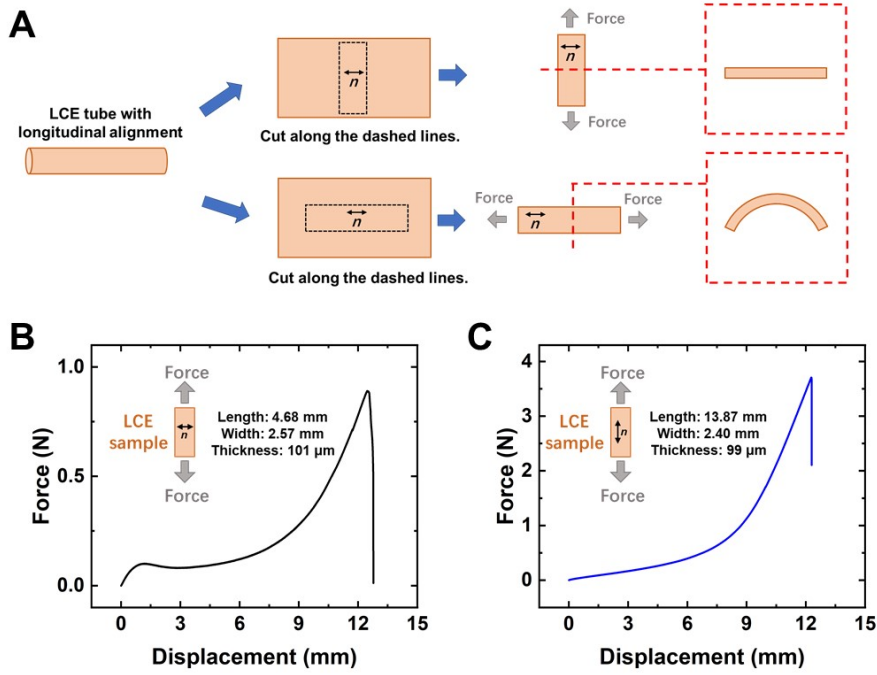 A
LCE tube with
longitudinal alignment
n
Cut along the dashed lines.
Force
n
Force
n
Cut along the dashed lines.
Force
n
Force
B
Force
LCE
sample
n
Force
Length: 4.68 mm
Width: 2.57 mm
Thickness: 101 μm
Force (N)
1.0
0.5
0.0
0
3
6
9
12
15
Displacement (mm)
C
Force
LCE
sample
n
Force
Length: 13.87 mm
Width: 2.40 mm
Thickness: 99 μm
Force (N)
4
3
2
1
0
0
3
6
9
12
15
Displacement (mm)